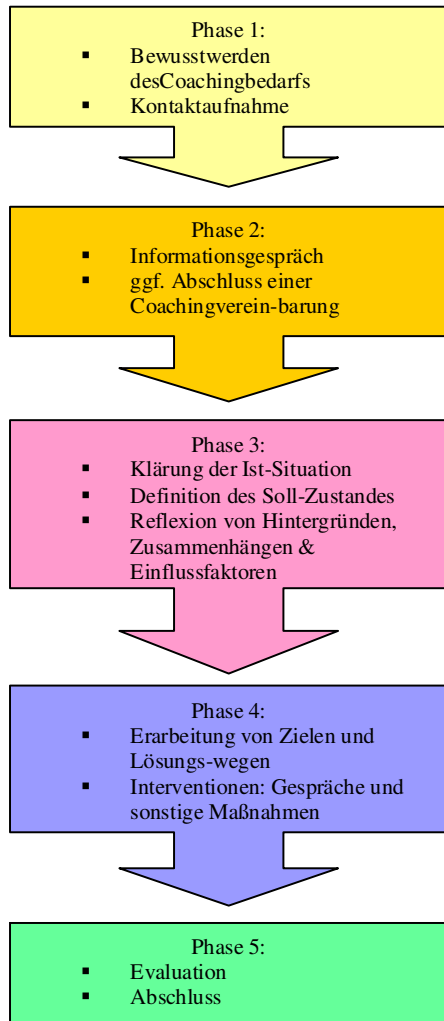 Phase 1:
▪ Bewusstwerden
desCoachingbedarfs
▪ Kontaktaufnahme
Phase 2:
▪ Informationsgespräch
▪ ggf. Abschluss einer
Coachingverein-barung
Phase 3:
▪ Klärung der Ist-Situation
▪ Definition des Soll-Zustandes
▪ Reflexion von Hintergründen,
Zusammenhängen &
Einflussfaktoren
Phase 4:
▪ Erarbeitung von Zielen und
Lösungs-wegen
▪ Interventionen: Gespräche und
sonstige Maßnahmen
Phase 5:
▪ Evaluation
▪ Abschluss